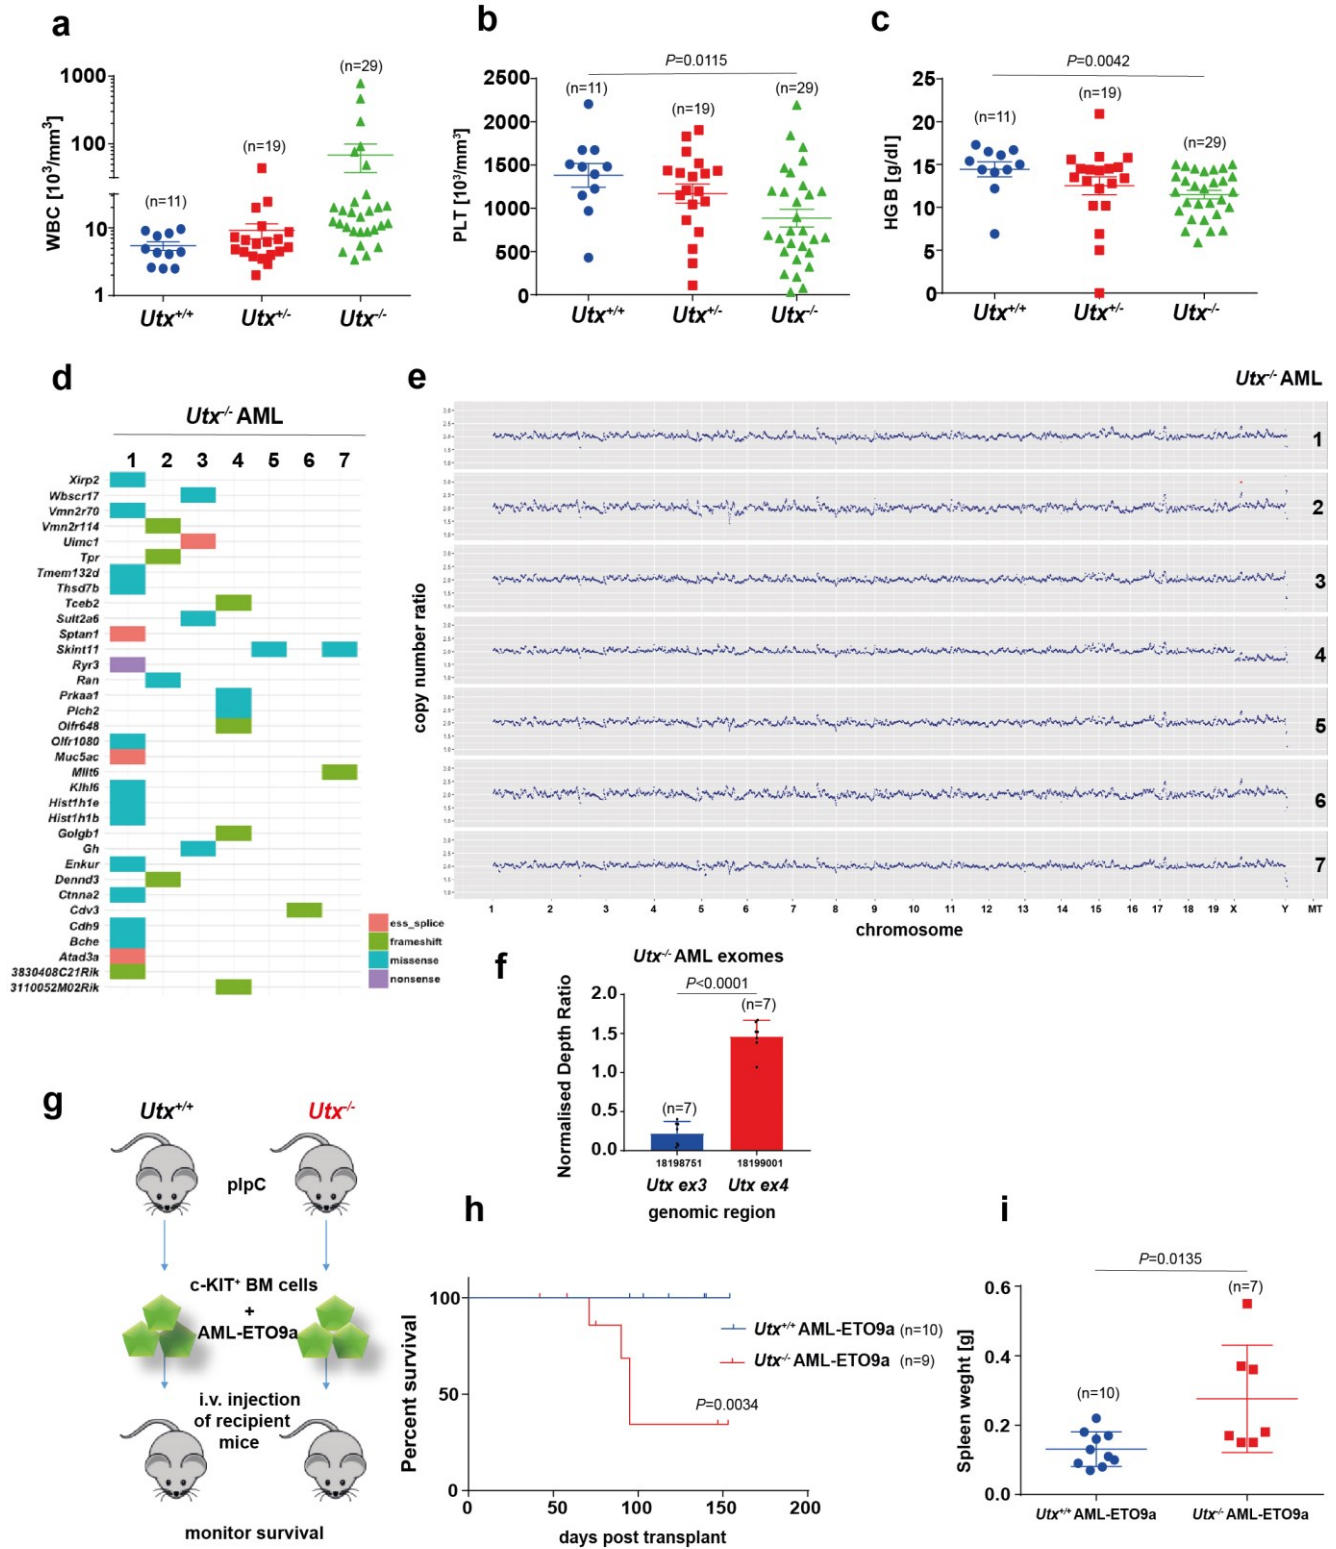 a
WBC [10³/mm³]
1000
100
10
1
(n=11)
(n=19)
(n=29)
Utx+/+
Utx+/-
Utx-/-
b
P=0.0115
PLT [10³/mm³]
2500
2000
1500
1000
500
0
(n=11)
(n=19)
(n=29)
Utx+/+
Utx+/-
Utx-/-
c
P=0.0042
HGB [g/dl]
25
20
15
10
5
0
(n=11)
(n=19)
(n=29)
Utx+/+
Utx+/-
Utx-/-
d
Utx-/- AML
1 2 3 4 5 6 7
Xirp2
Wbscr17
Vmn2r70
Vmn2r114
Uimc1
Tpr
Tmem132d
Thsd7b
Tceb2
Sult2a6
Sptan1
Skint11
Ryr3
Ran
Prkaa1
Plch2
Olfr648
Olfr1080
Muc5ac
Mllt6
Klhl6
Hist1h1e
Hist1h1b
Golgb1
Gh
Enkur
Dennd3
Ctnna2
Cdv3
Cdh9
Bche
Atad3a
3830408C21Rik
3110052M02Rik
ess_splice
frameshift
missense
nonsense
e
Utx-/- AML
copy number ratio
1
2
3
4
5
6
7
1 2 3 4 5 6 7 8 9 10 11 12 13 14 15 16 17 18 19 X Y MT
chromosome
f
Utx-/- AML exomes
P<0.0001
Normalised Depth Ratio
2.0
1.5
1.0
0.5
0.0
(n=7)
(n=7)
18198751 18199001
Utx ex3 Utx ex4
genomic region
g
Utx+/+ Utx-/-
pIpC
c-KIT+ BM cells
+
AML-ETO9a
i.v. injection
of recipient
mice
monitor survival
h
Percent survival
100
50
0
0 50 100 150 200
days post transplant
Utx+/+ AML-ETO9a (n=10)
Utx-/- AML-ETO9a (n=9)
P=0.0034
i
P=0.0135
Spleen weght [g]
0.6
0.4
0.2
0.0
(n=10)
(n=7)
Utx+/+ AML-ETO9a Utx-/- AML-ETO9a